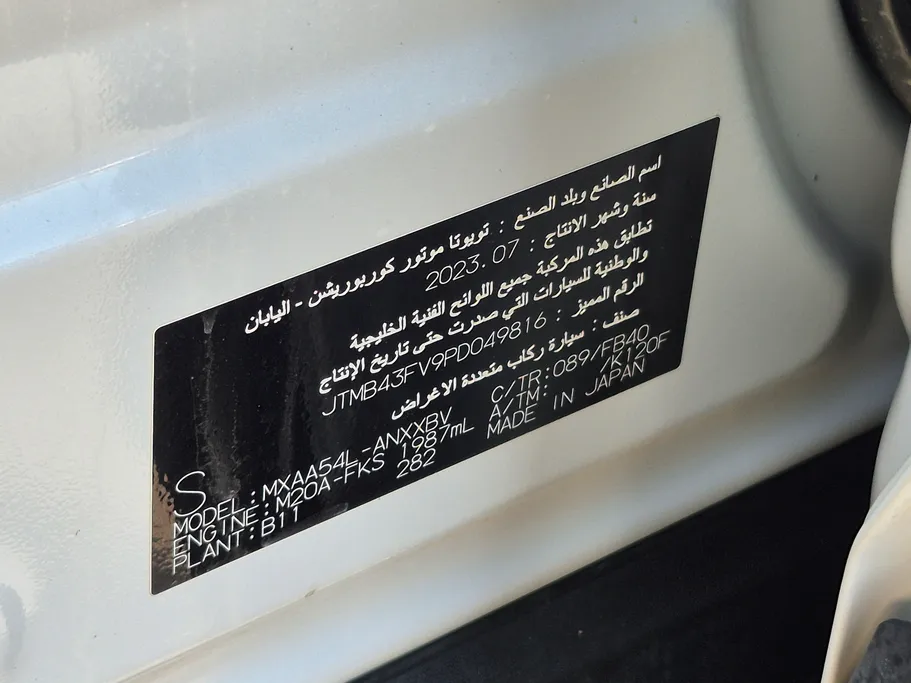 اسم الصانع وبلد الصنع : تويوتا موتور كوربوريشن - اليابان
سنة وشهر الانتاج : 2023.07
تطابق هذه المركبة جميع اللوائح الفنية الخليجية
والوطنية للسيارات التي صدرت حتى تاريخ الإنتاج
الرقم المميز : JTMB43FV9PD049816
صنف : سيارة ركاب متعددة الاغراض
S
MODEL:MXAA54L-ANXXBV C/TR:089/FB40
ENGINE:M20A-FKS 1987mL A/TM: /K120F
PLANT:B11 282 MADE IN JAPAN